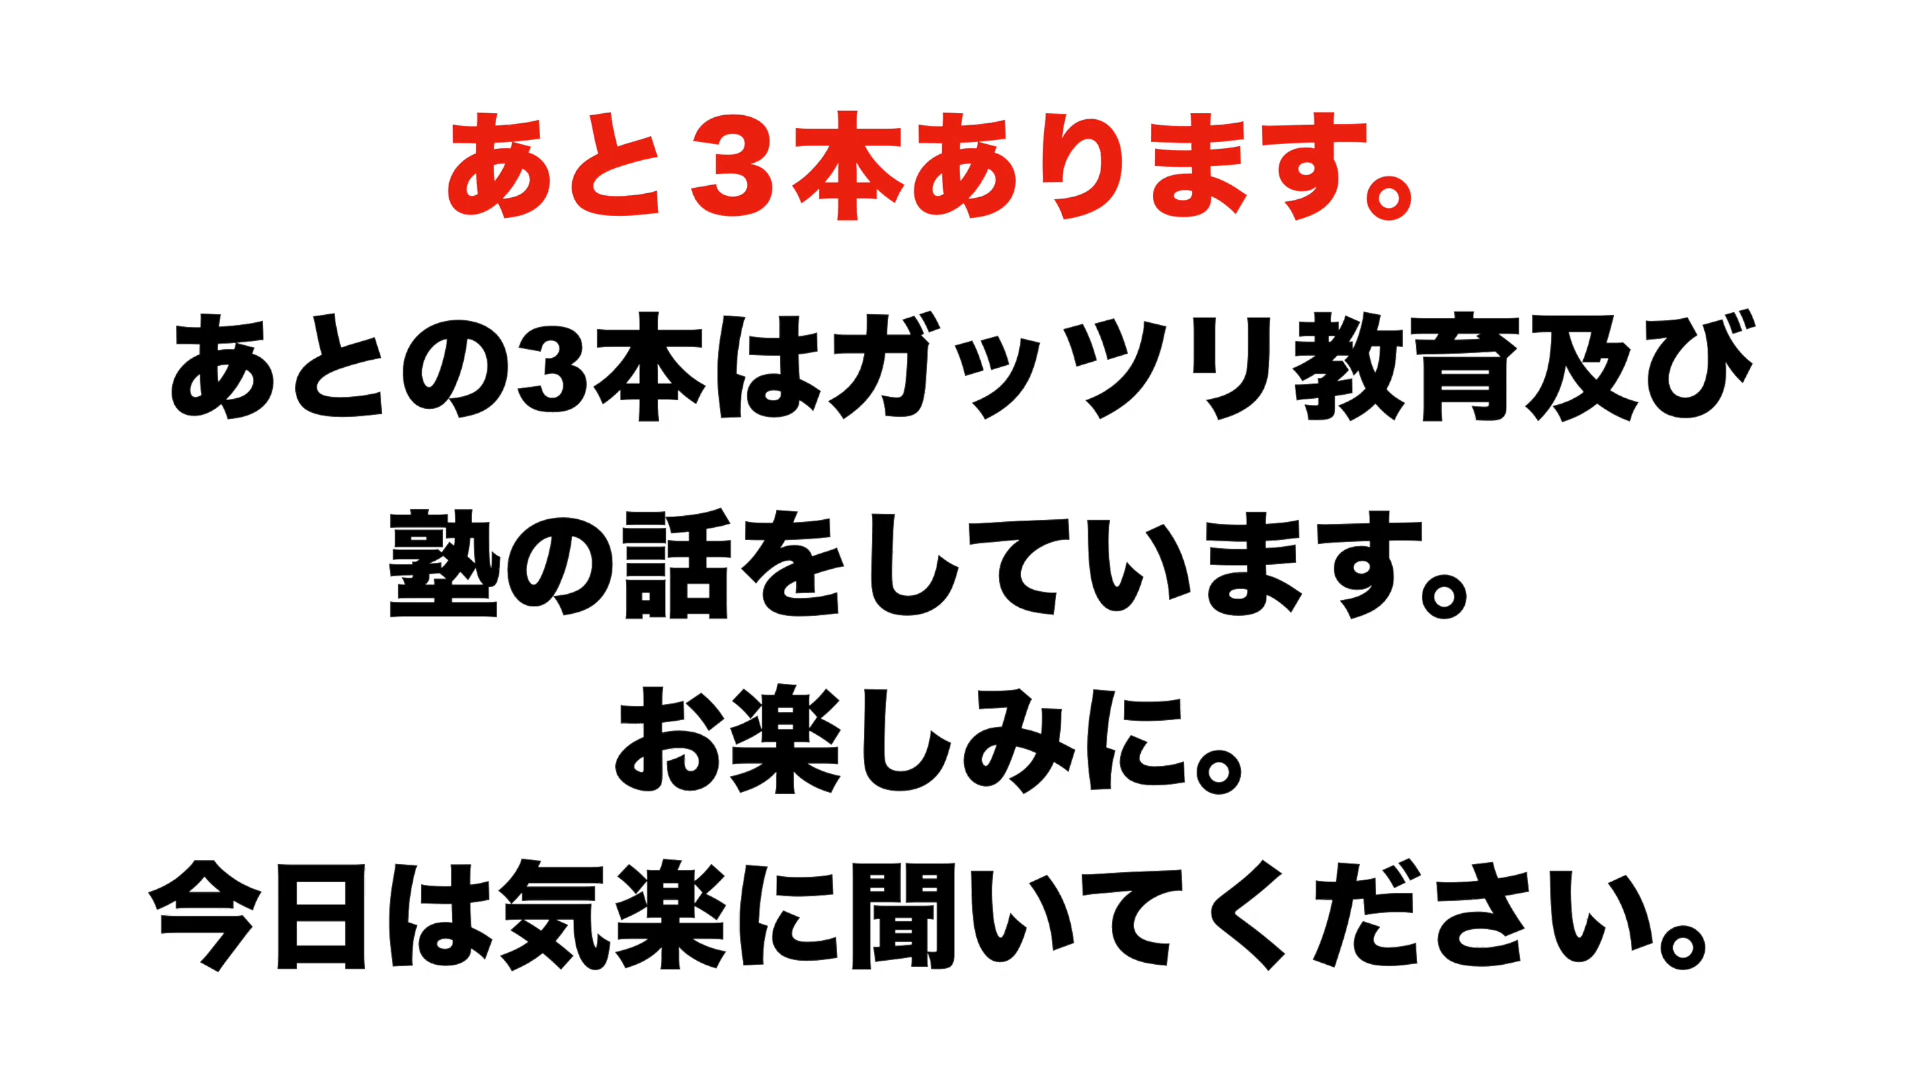 あと３本あります。
あとの3本はガッツリ教育及び
塾の話をしています。
お楽しみに。
今日は気楽に聞いてください。